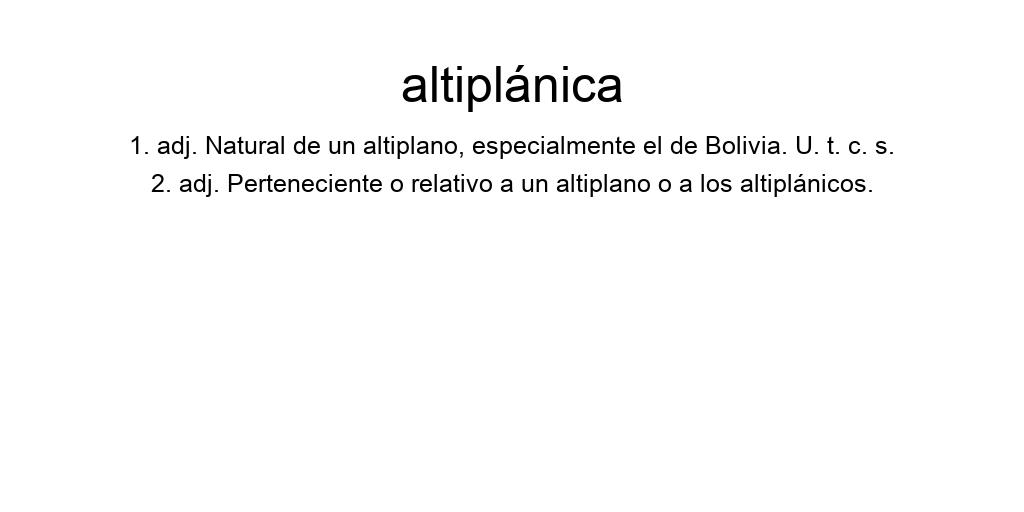 altiplánica
1. adj. Natural de un altiplano, especialmente el de Bolivia. U. t. c. s.
2. adj. Perteneciente o relativo a un altiplano o a los altiplánicos.